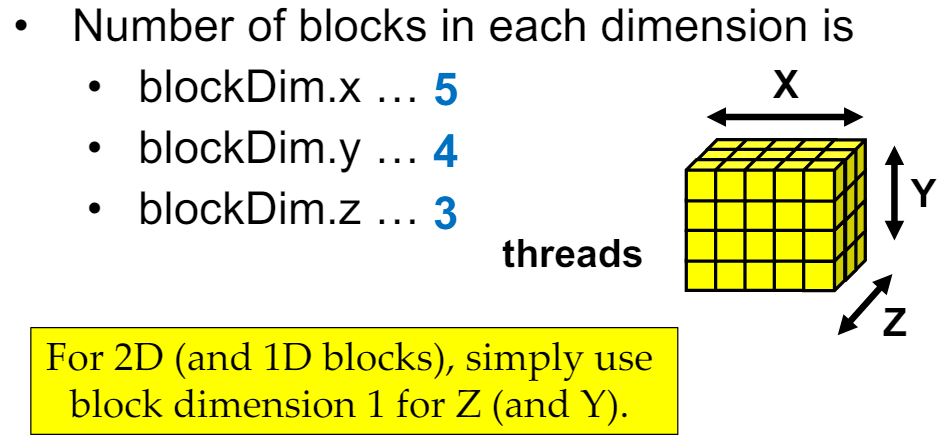 • Number of blocks in each dimension is
• blockDim.x … 5
• blockDim.y … 4
• blockDim.z … 3
X
Y
threads
Z
For 2D (and 1D blocks), simply use
block dimension 1 for Z (and Y).